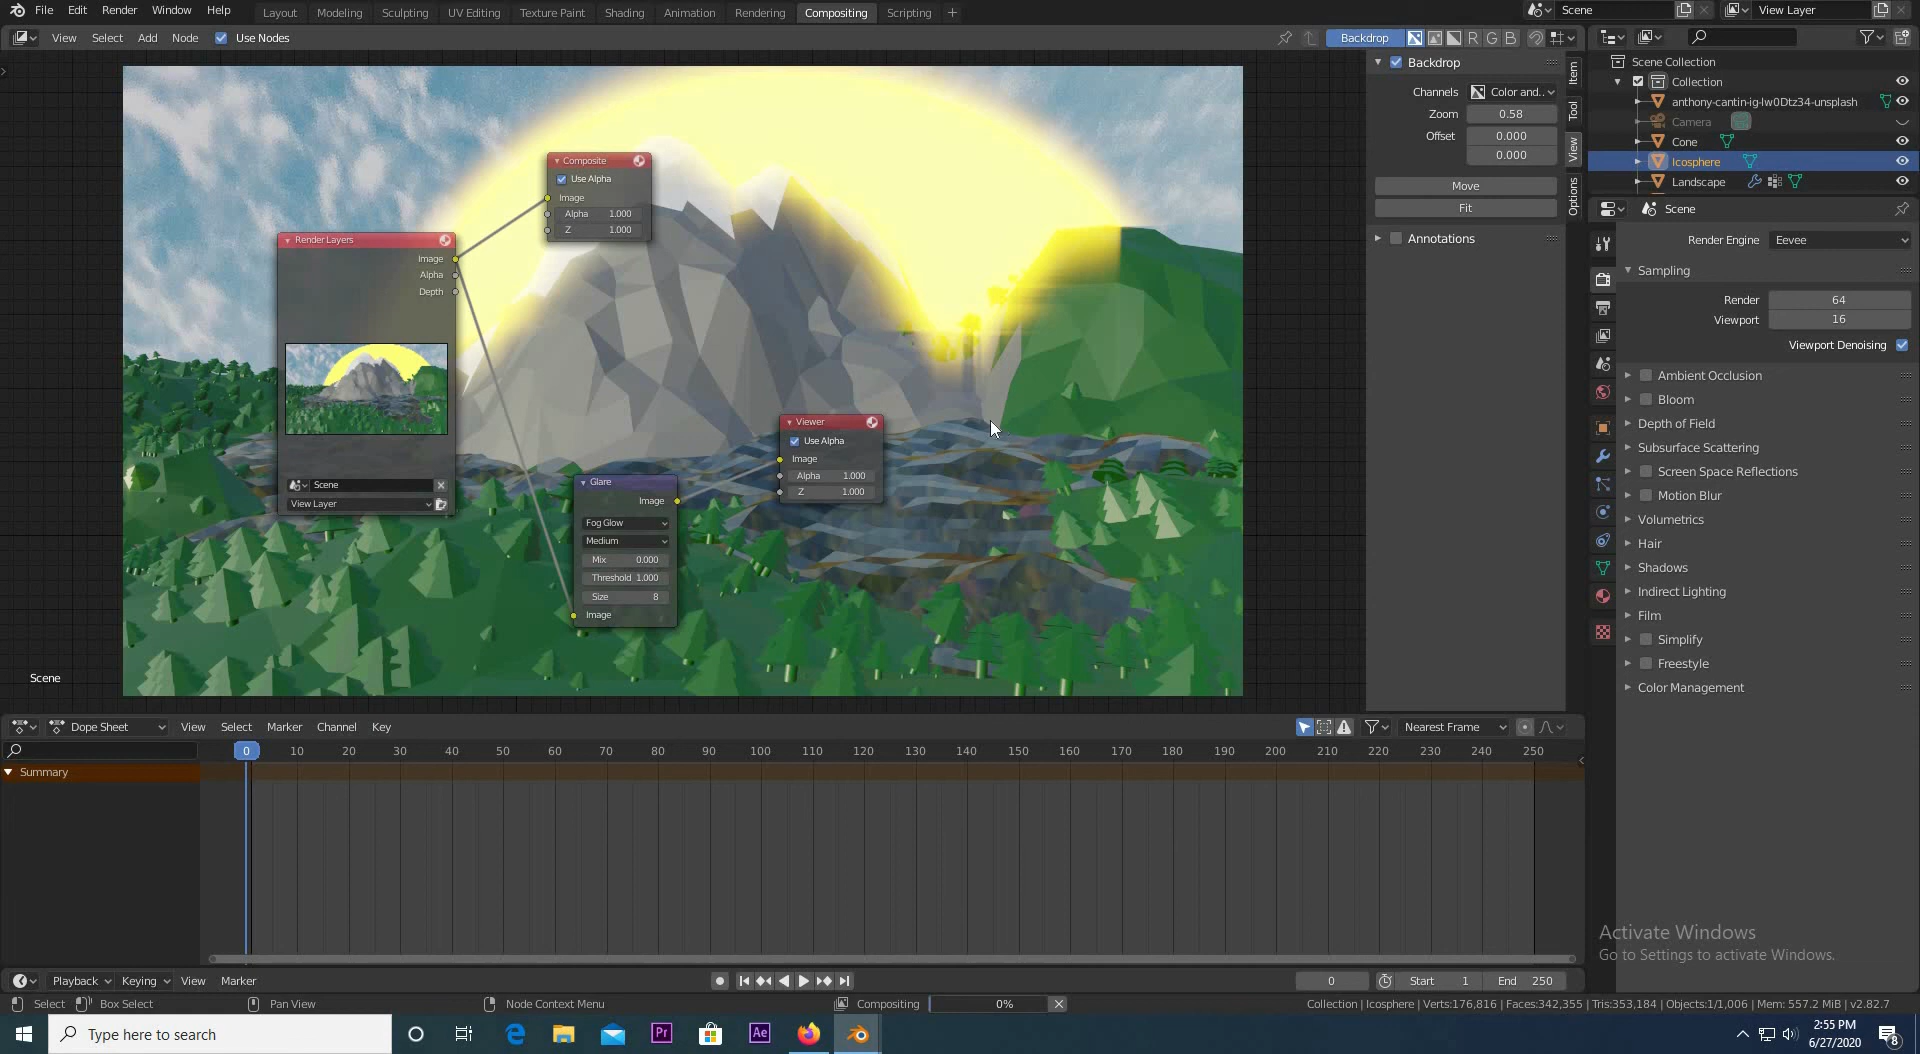 File Edit Render Window Help Layout Modeling Sculpting UV Editing Texture Paint Shading Animation Rendering Compositing Scripting + Scene View Layer
View Select Add Node Use Nodes Backdrop R G B
Scene Collection
Collection
anthony-cantin-ig-lw0Dtz34-unsplash
Camera
Cone
Icosphere
Landscape
Backdrop
Channels Color and..
Zoom 0.58
Offset 0.000
0.000
Move
Fit
Annotations
Item
Tool
View
Options
Composite
Use Alpha
Image
Alpha 1.000
Z 1.000
Render Layers
Image
Alpha
Depth
Scene
View Layer
Glare
Image
Fog Glow
Medium
Mix 0.000
Threshold 1.000
Size 8
Image
Viewer
Use Alpha
Image
Alpha 1.000
Z 1.000
Scene
Scene
Render Engine Eevee
Sampling
Render 64
Viewport 16
Viewport Denoising
Ambient Occlusion
Bloom
Depth of Field
Subsurface Scattering
Screen Space Reflections
Motion Blur
Volumetrics
Hair
Shadows
Indirect Lighting
Film
Simplify
Freestyle
Color Management
Dope Sheet View Select Marker Channel Key Nearest Frame
0 10 20 30 40 50 60 70 80 90 100 110 120 130 140 150 160 170 180 190 200 210 220 230 240 250
Summary
Activate Windows
Go to Settings to activate Windows.
Playback Keying View Marker 0 Start 1 End 250
Select Box Select Pan View Node Context Menu Compositing 0% Collection | Icosphere | Verts:176,816 | Faces:342,355 | Tris:353,184 | Objects:1/1,006 | Mem: 557.2 MiB | v2.82.7
Type here to search
Pr
Ae
2:55 PM
6/27/2020
8